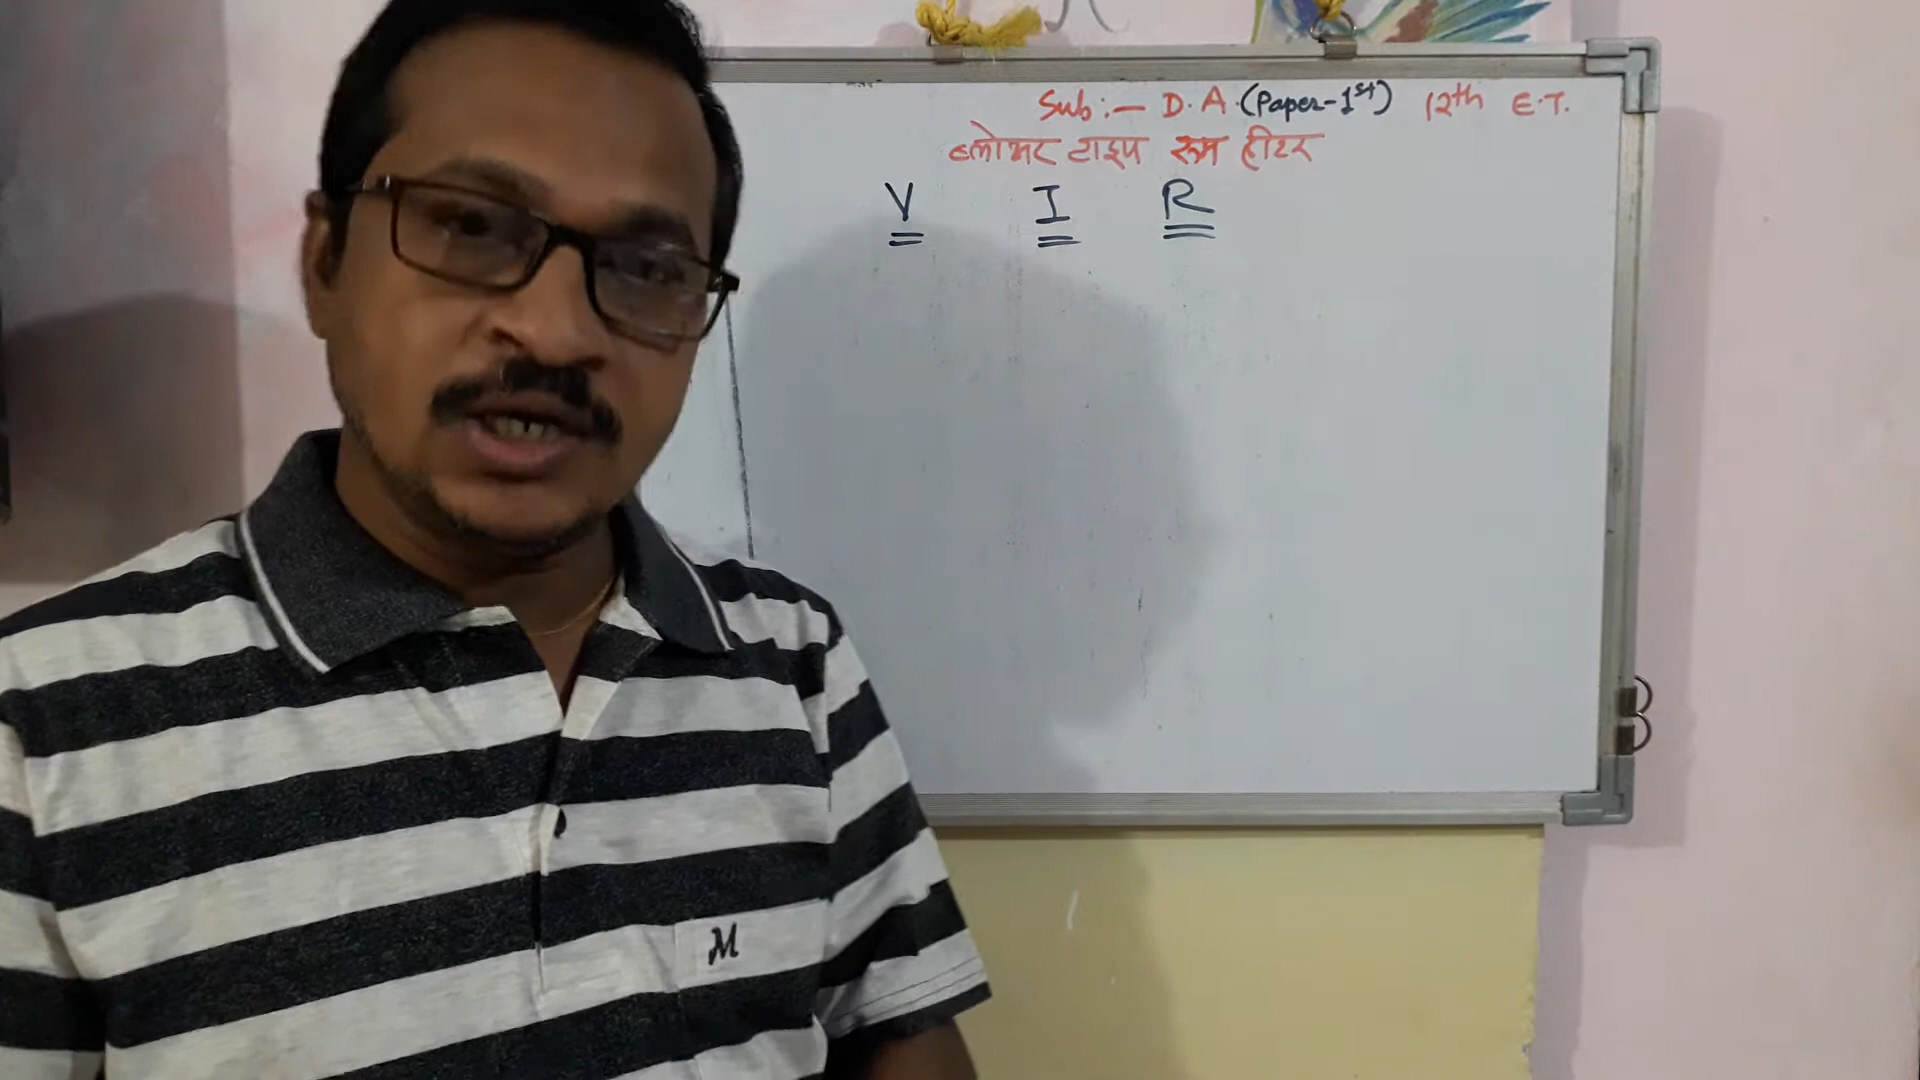 Sub:- D.A.(Paper-1st) 12th E.T.
ब्लोअर टाइप रूम हीटर
V I R
M